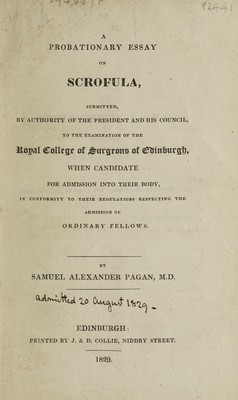 A
PROBATIONARY ESSAY
ON
SCROFULA,
SUBMITTED,
BY AUTHORITY OF THE PRESIDENT AND HIS COUNCIL,
TO THE EXAMINATION OF THE
Royal College of Surgeons of Edinburgh,
WHEN CANDIDATE
FOR ADMISSION INTO THEIR BODY,
IN CONFORMITY TO THEIR REGULATIONS RESPECTING THE
ADMISSION OF
ORDINARY FELLOWS.
BY
SAMUEL ALEXANDER PAGAN, M.D.
admitted 20 August 1829 -
EDINBURGH:
PRINTED BY J. & D. COLLIE, NIDDRY STREET.
1829.